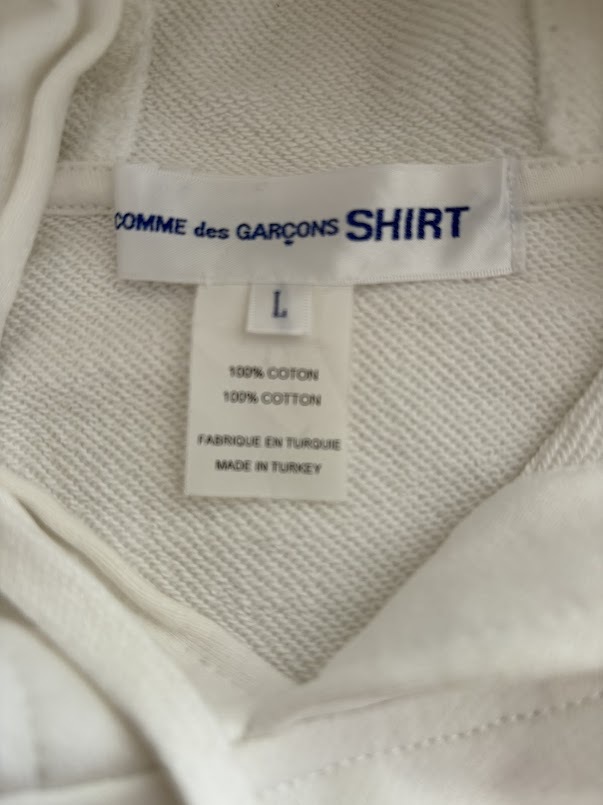 COMME des GARÇONS SHIRT
L
100% COTON
100% COTTON
FABRIQUE EN TURQUIE
MADE IN TURKEY